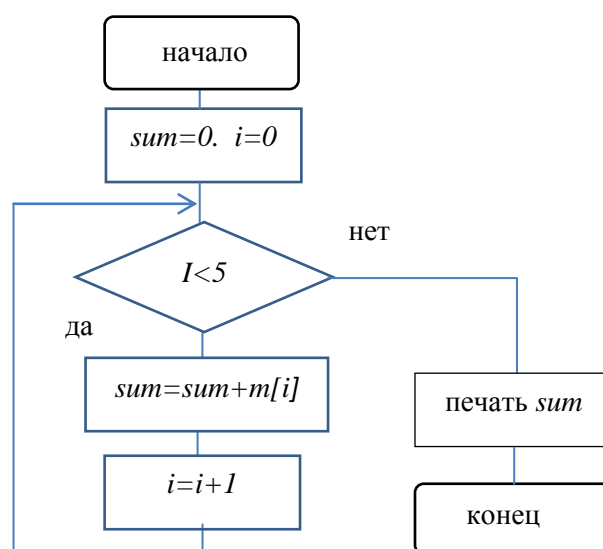 начало
sum=0. i=0
нет
I<5
да
sum=sum+m[i]
печать sum
i=i+1
конец